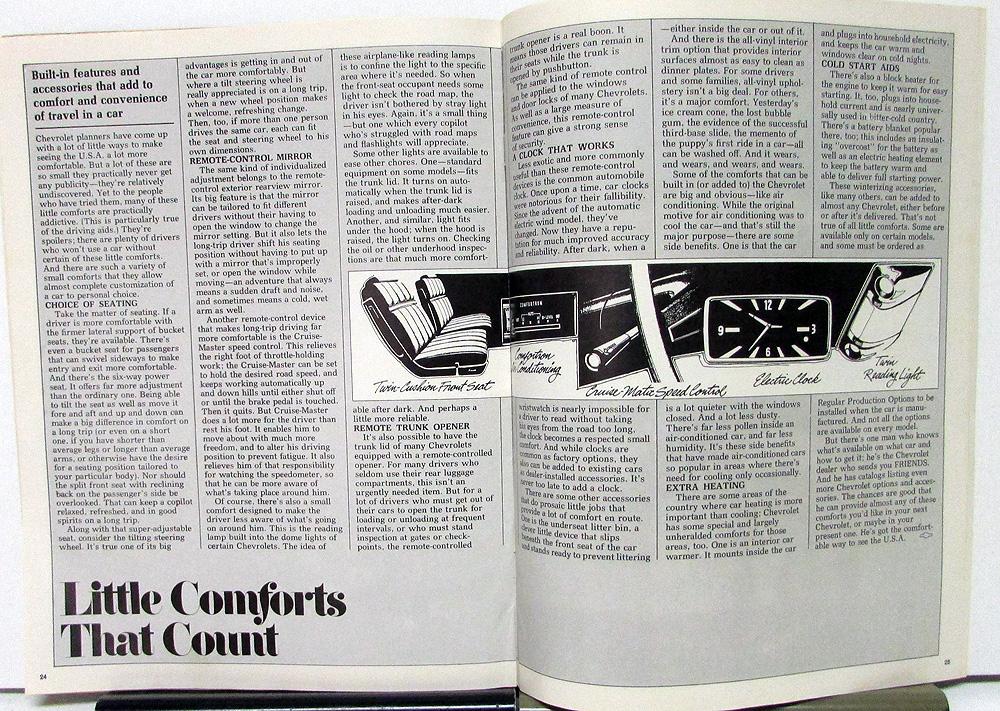 Built-in features and
accessories that add to
comfort and convenience
of travel in a car
Chevrolet planners have come up
with a lot of little ways to make
seeing the U.S.A. a lot more
comfortable. But a lot of these are
so small they practically never get
any publicity—they're relatively
undiscovered. Yet to the people
who have tried them, many of these
little comforts are practically
addictive. (This is particularly true
of the driving aids.) They're
spoilers; there are plenty of drivers
who won't use a car without
certain of these little comforts.
And there are such a variety of
small comforts that they allow
almost complete customization of
a car to personal choice.
CHOICE OF SEATING
Take the matter of seating. If a
driver is more comfortable with
the firmer lateral support of bucket
seats, they're available. There's
even a bucket seat for passengers
that can swivel sideways to make
entry and exit more comfortable.
And there's the six-way power
seat. It offers far more adjustment
than the ordinary one. Being able
to tilt the seat as well as move it
fore and aft and up and down can
make a big difference in comfort on
a long trip (or even on a short
one, if you have shorter than
average legs or longer than average
arms, or otherwise have the desire
for a seating position tailored to
your particular body). Nor should
the split front seat with reclining
back on the passenger's side be
overlooked. That can keep a copilot
relaxed, refreshed, and in good
spirits on a long trip.
Along with that super-adjustable
seat, consider the tilting steering
wheel. It's true one of its big
advantages is getting in and out of
the car more comfortably. But
where a tilt steering wheel is
really appreciated is on a long trip,
when a new wheel position makes
a welcome, refreshing change.
Then, too, if more than one person
drives the same car, each can fit
the seat and steering wheel to his
own dimensions.
REMOTE-CONTROL MIRROR
The same kind of individualized
adjustment belongs to the remote-
control exterior rearview mirror.
Its big feature is that the mirror
can be tailored to fit different
drivers without their having to
open the window to change the
mirror setting. But it also lets the
long-trip driver shift his seating
position without having to put up
with a mirror that's improperly
set, or open the window while
moving—an adventure that always
means a sudden draft and noise,
and sometimes means a cold, wet
arm as well.
Another remote-control device
that makes long-trip driving far
more comfortable is the Cruise-
Master speed control. This relieves
the right foot of throttle-holding
work; the Cruise-Master can be set
to hold the desired road speed, and
keeps working automatically up
and down hills until either shut off
or until the brake pedal is touched.
Then it quits. But Cruise-Master
does a lot more for the driver than
rest his foot. It enables him to
move about with much more
freedom, and to alter his driving
position to prevent fatigue. It also
relieves him of that responsibility
for watching the speedometer, so
that he can be more aware of
what's taking place around him.
Of course, there's also a small
comfort designed to make the
driver less aware of what's going
on around him. This is the reading
lamp built into the dome lights of
certain Chevrolets. The idea of
these airplane-like reading lamps
is to confine the light to the specific
area where it's needed. So when
the front-seat occupant needs some
light to check the road map, the
driver isn't bothered by stray light
in his eyes. Again, it's a small thing
—but one which every copilot
who's struggled with road maps
and flashlights will appreciate.
Some other lights are available to
ease other chores. One—standard
equipment on some models—fits
the trunk lid. It turns on auto-
matically when the trunk lid is
raised, and makes after-dark
loading and unloading much easier.
Another, and similar, light fits
under the hood; when the hood is
raised, the light turns on. Checking
the oil or other underhood inspec-
tions are that much more comfort-
able after dark. And perhaps a
little more reliable.
REMOTE TRUNK OPENER
It's also possible to have the
trunk lid of many Chevrolets
equipped with a remote-controlled
opener. For many drivers who
seldom use their rear luggage
compartments, this isn't an
urgently needed item. But for a
lot of drivers who must get out of
their cars to open the trunk for
loading or unloading at frequent
intervals, or who must stand
inspection at gates or check-
points, the remote-controlled
trunk opener is a real boon. It
means those drivers can remain in
their seats while the trunk is
opened by pushbutton.
The same kind of remote control
can be applied to the windows
and door locks of many Chevrolets.
As well as a large measure of
convenience, this remote-control
feature can give a strong sense
of security.
A CLOCK THAT WORKS
Less exotic and more commonly
useful than these remote-control
devices is the common automobile
clock. Once upon a time, car clocks
were notorious for their fallibility.
Since the advent of the automatic
electric wind model, they've
changed. Now they have a repu-
tation for much improved accuracy
and reliability. After dark, when a
wristwatch is nearly impossible for
a driver to read without taking
his eyes from the road too long,
the clock becomes a respected small
comfort. And while clocks are
common as factory options, they
also can be added to existing cars
as dealer-installed accessories. It's
never too late to add a clock.
There are some other accessories
that do prosaic little jobs that
provide a lot of comfort en route.
One is the underseat litter bin, a
clever little device that slips
beneath the front seat of the car
and stands ready to prevent littering
—either inside the car or out of it.
And there is the all-vinyl interior
trim option that provides interior
surfaces almost as easy to clean as
dinner plates. For some drivers
and some families, all-vinyl uphol-
stery isn't a big deal. For others,
it's a major comfort. Yesterday's
ice cream cone, the lost bubble
gum, the evidence of the successful
third-base slide, the memento of
the puppy's first ride in a car—all
can be washed off. And it wears,
and wears, and wears, and wears.
Some of the comforts that can be
built in (or added to) the Chevrolet
are big and obvious—like air
conditioning. While the original
motive for air conditioning was to
cool the car—and that's still the
major purpose—there are some
side benefits. One is that the car
is a lot quieter with the windows
closed. And a lot less dusty.
There's far less pollen inside an
air-conditioned car, and far less
humidity. It's these side benefits
that have made air-conditioned cars
so popular in areas where there's
need for cooling only occasionally.
EXTRA HEATING
There are some areas of the
country where car heating is more
important than cooling; Chevrolet
has some special and largely
unheralded comforts for those
areas, too. One is an interior car
warmer. It mounts inside the car
and plugs into household electricity,
and keeps the car warm and
windows clear on cold nights.
COLD START AIDS
There's also a block heater for
the engine to keep it warm for easy
starting. It, too, plugs into house-
hold current and is nearly univer-
sally used in bitter-cold country.
There's a battery blanket popular
there, too; this includes an insulat-
ing "overcoat" for the battery as
well as an electric heating element
to keep the battery warm and
able to deliver full starting power.
These winterizing accessories,
like many others, can be added to
almost any Chevrolet, either before
or after it's delivered. That's not
true of all little comforts. Some are
available only on certain models,
and some must be ordered as
Regular Production Options to be
installed when the car is manu-
factured. And not all the options
are available on every model.
But there's one man who knows
what's available on what car and
how to get it; he's the Chevrolet
dealer who sends you FRIENDS.
And he has catalogs listing even
more Chevrolet options and acces-
sories. The chances are good that
he can provide almost any of these
comforts you'd like in your next
Chevrolet, or maybe in your
present one. He's got the comfort-
able way to see the U.S.A.
Twin-Cushion Front Seat
COMFORTRON
Comfortron
Air Conditioning
Cruise-Matic Speed Control
12
9
3
6
Electric Clock
Twin
Reading Light
Little Comforts
That Count
24
25